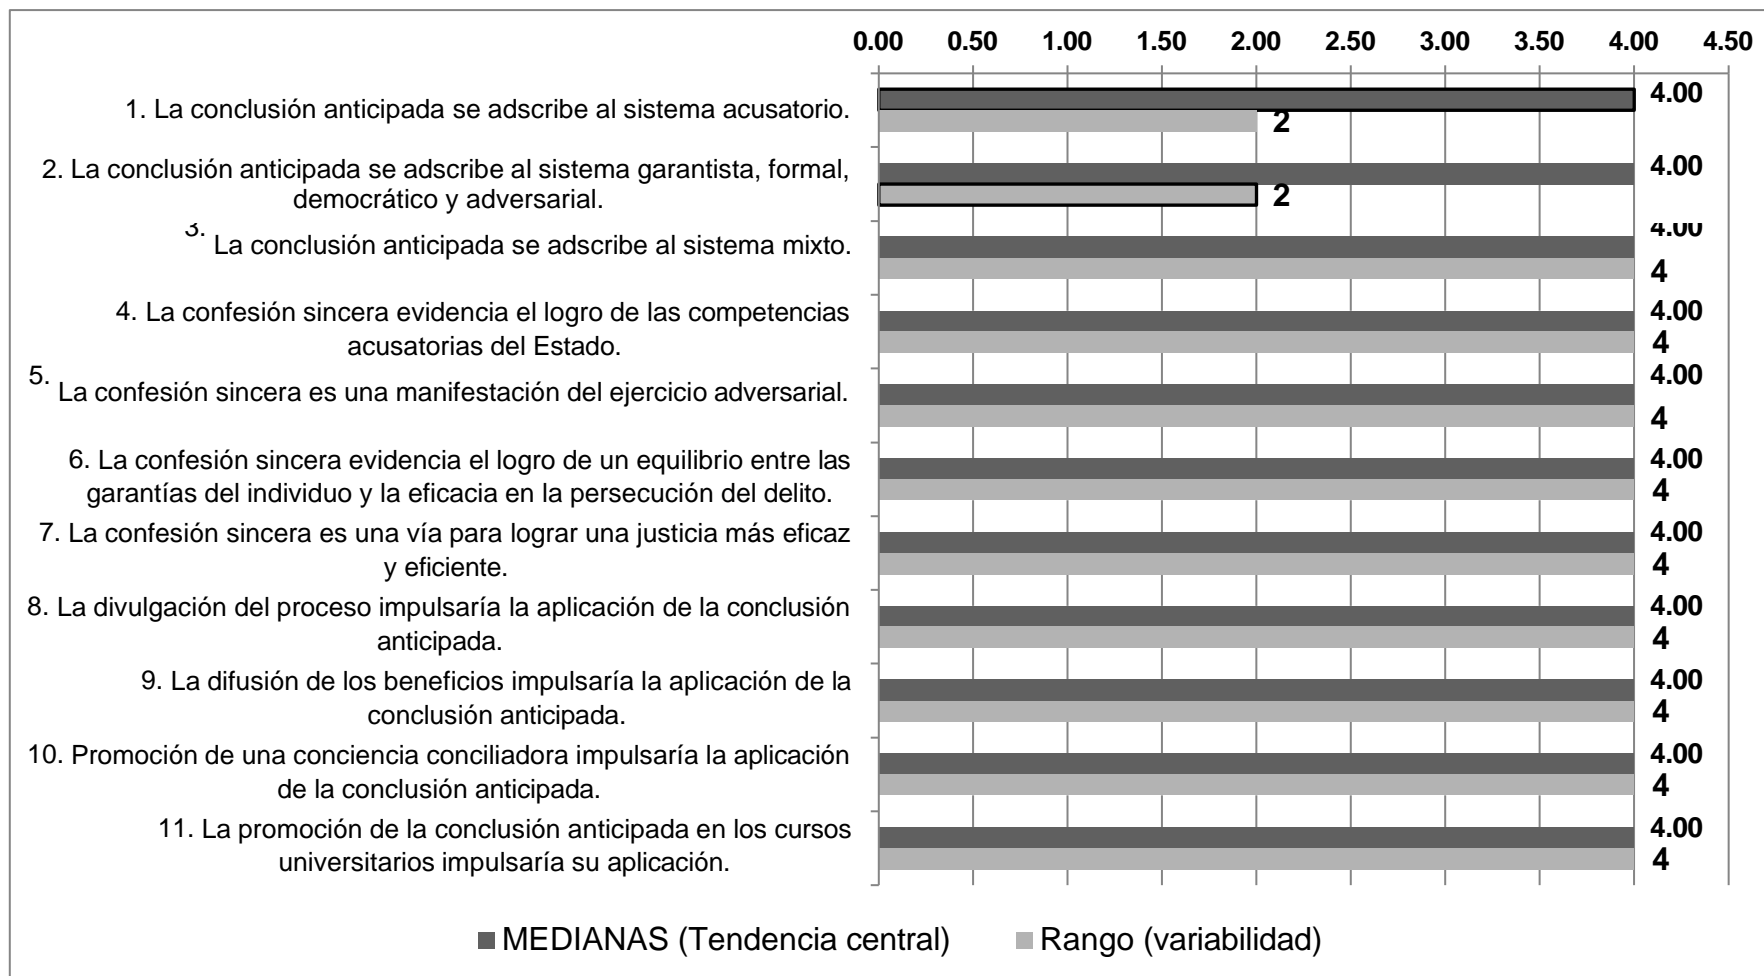 0.00 0.50 1.00 1.50 2.00 2.50 3.00 3.50 4.00 4.50
1. La conclusión anticipada se adscribe al sistema acusatorio.
4.00
2
2. La conclusión anticipada se adscribe al sistema garantista, formal,
democrático y adversarial.
4.00
2
3. La conclusión anticipada se adscribe al sistema mixto.
4.00
4
4. La confesión sincera evidencia el logro de las competencias
acusatorias del Estado.
4.00
4
5. La confesión sincera es una manifestación del ejercicio adversarial.
4.00
4
6. La confesión sincera evidencia el logro de un equilibrio entre las
garantías del individuo y la eficacia en la persecución del delito.
4.00
4
7. La confesión sincera es una vía para lograr una justicia más eficaz
y eficiente.
4.00
4
8. La divulgación del proceso impulsaría la aplicación de la conclusión
anticipada.
4.00
4
9. La difusión de los beneficios impulsaría la aplicación de la
conclusión anticipada.
4.00
4
10. Promoción de una conciencia conciliadora impulsaría la aplicación
de la conclusión anticipada.
4.00
4
11. La promoción de la conclusión anticipada en los cursos
universitarios impulsaría su aplicación.
4.00
4
MEDIANAS (Tendencia central) Rango (variabilidad)